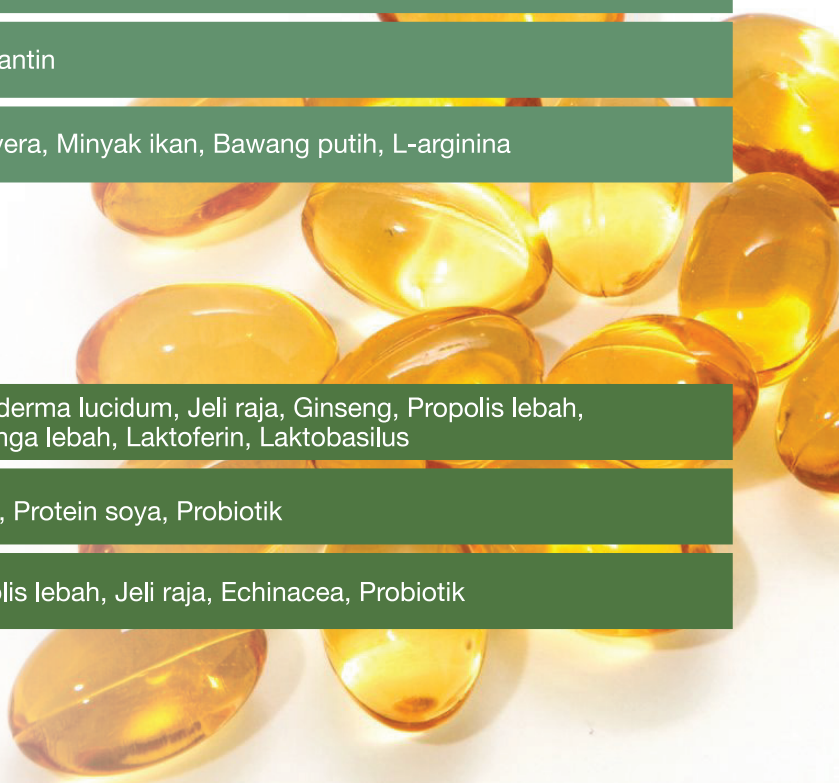 antin
vera, Minyak ikan, Bawang putih, L-arginina
derma lucidum, Jeli raja, Ginseng, Propolis lebah,
nga lebah, Laktoferin, Laktobasilus
, Protein soya, Probiotik
lis lebah, Jeli raja, Echinacea, Probiotik